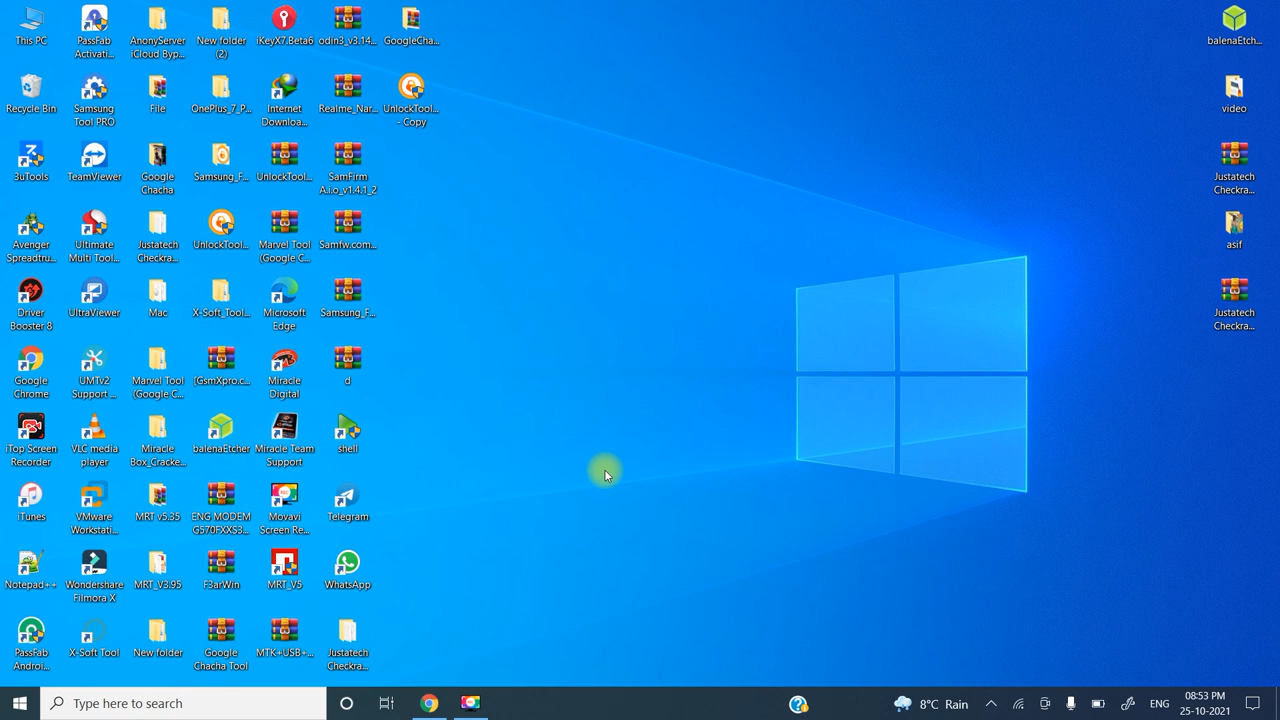 This PC
PassFab
Activati...
AnonyServer
iCloud Byp...
New folder
(2)
iKeyX7.Beta6
odin3_v3.14...
GoogleCha...
balenaEtch...
Recycle Bin
Samsung
Tool PRO
File
OnePlus_7_P...
Internet
Downloa...
Realme_Nar...
UnlockTool...
- Copy
video
3uTools
TeamViewer
Google
Chacha
Samsung_F...
UnlockTool...
SamFirm
A.i.o_v1.4.1_2
Justatech
Checkra...
Avenger
Spreadtru...
Ultimate
Multi Tool...
Justatech
Checkra...
UnlockTool...
Marvel Tool
(Google C...
Samfw.com...
asif
Driver
Booster 8
UltraViewer
Mac
X-Soft_Tool...
Microsoft
Edge
Samsung_F...
Justatech
Checkra...
Google
Chrome
UMTv2
Support ...
Marvel Tool
(Google C...
[GsmXpro.c...
Miracle
Digital
d
iTop Screen
Recorder
VLC media
player
Miracle
Box_Cracke...
balenaEtcher
Miracle Team
Support
shell
iTunes
VMware
Workstati...
MRT v5.35
ENG MODEM
G570FXXS3...
Movavi
Screen Re...
Telegram
Notepad++
Wondershare
Filmora X
MRT_V3.95
F3arWin
MRT_V5
WhatsApp
PassFab
Androi...
X-Soft Tool
New folder
Google
Chacha Tool
MTK+USB+...
Justatech
Checkra...
Type here to search
8°C Rain
ENG
08:53 PM
25-10-2021